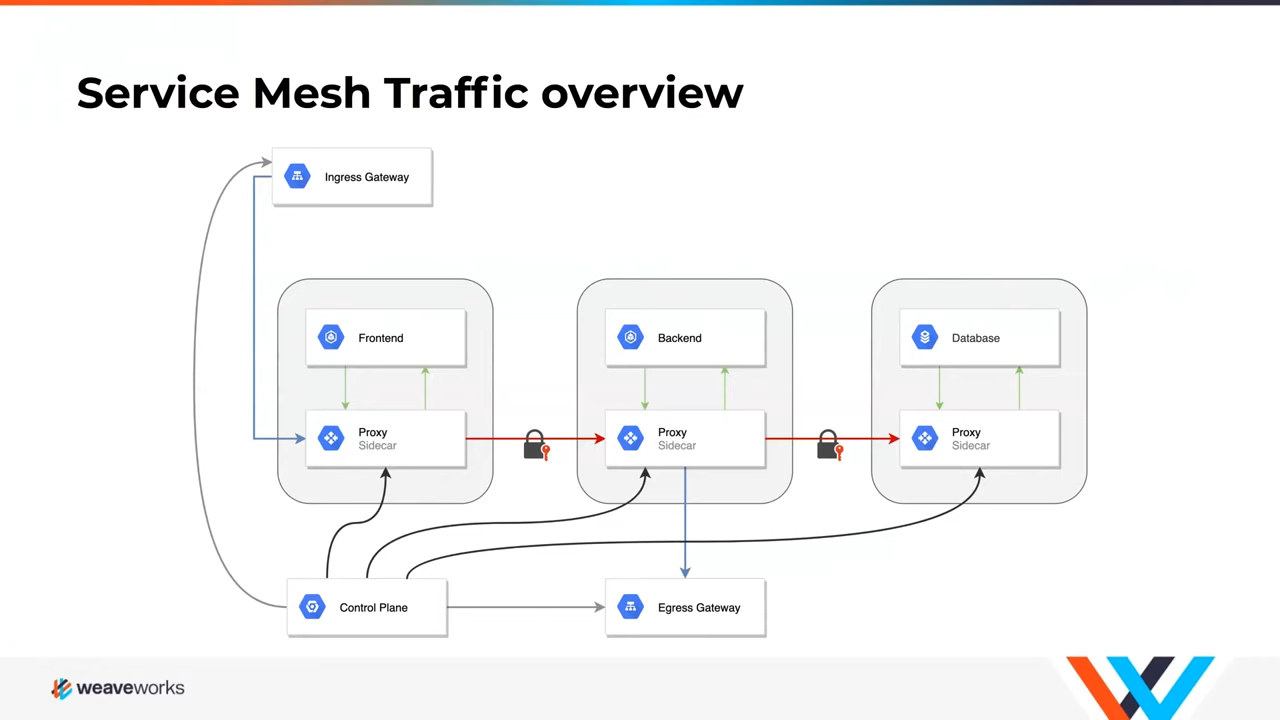 Service Mesh Traffic overview
Ingress Gateway
Frontend
Backend
Database
Proxy
Sidecar
Proxy
Sidecar
Proxy
Sidecar
Control Plane
Egress Gateway
weaveworks